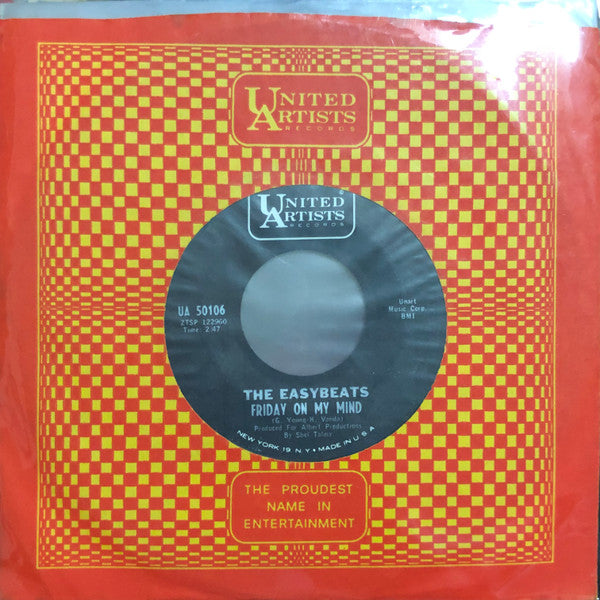 UNITED
ARTISTS
RECORDS
UNITED
ARTISTS
RECORDS
UA 50106
ZTSP 122960
Time: 2:47
Unart
Music Corp.
BMI
THE EASYBEATS
FRIDAY ON MY MIND
(G. Young-H. Vanda)
Produced For Albert Productions
By Shel Talmy
NEW YORK 19 N.Y. • MADE IN U S A
THE PROUDEST
NAME IN
ENTERTAINMENT